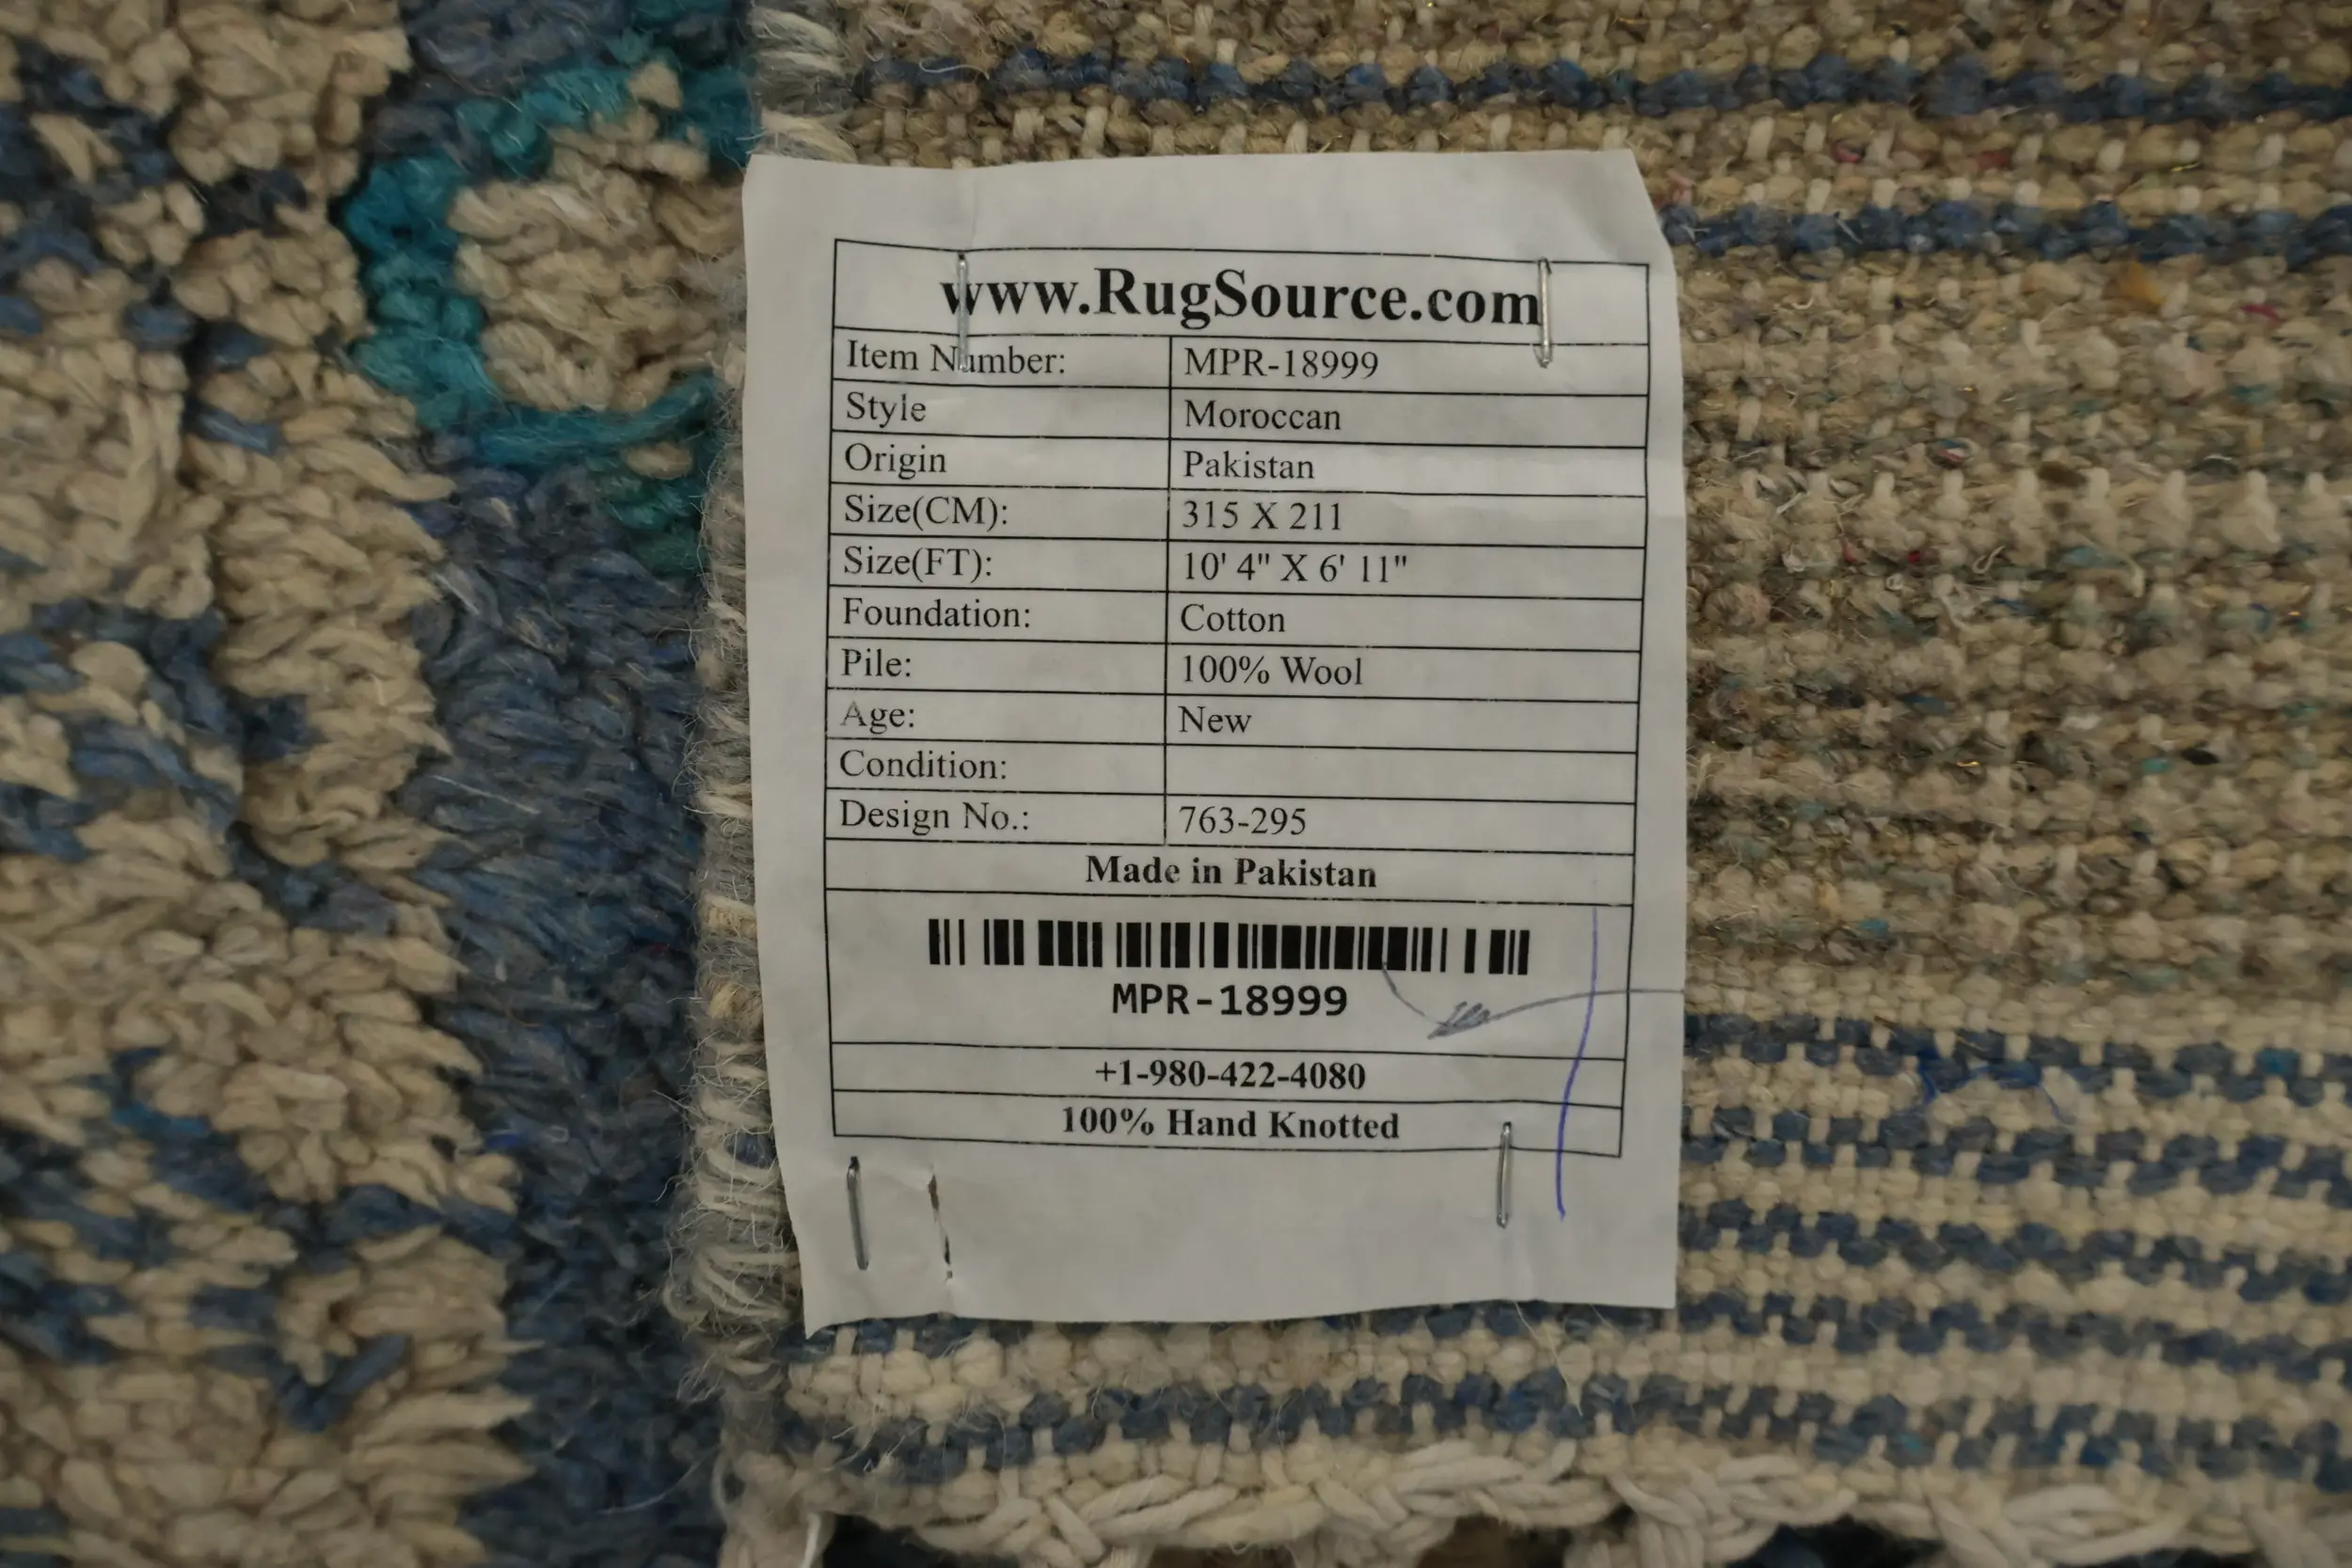 www.RugSource.com
Item Number: MPR-18999
Style Moroccan
Origin Pakistan
Size(CM): 315 X 211
Size(FT): 10' 4" X 6' 11"
Foundation: Cotton
Pile: 100% Wool
Age: New
Condition:
Design No.: 763-295
Made in Pakistan
MPR-18999
+1-980-422-4080
100% Hand Knotted